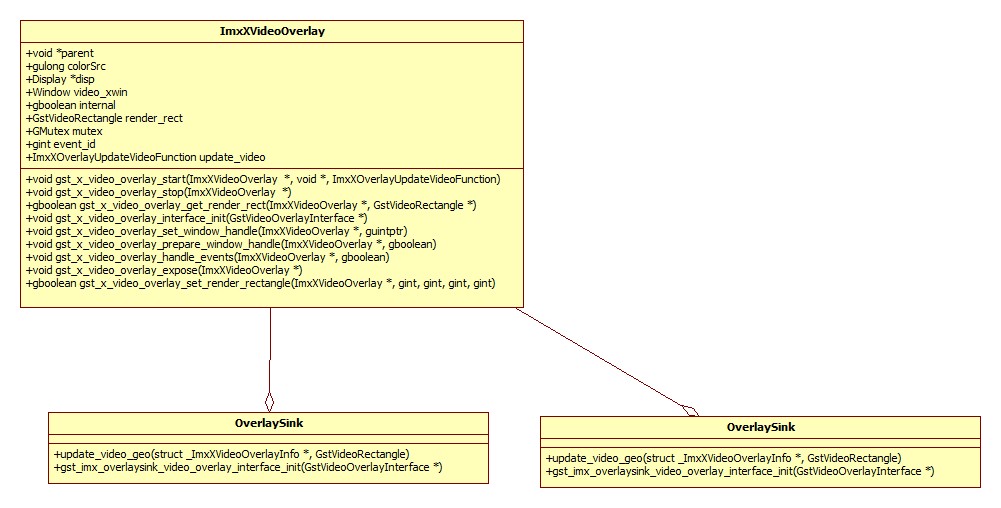 ImxXVideoOverlay
+void *parent
+gulong colorSrc
+Display *disp
+Window video_xwin
+gboolean internal
+GstVideoRectangle render_rect
+GMutex mutex
+gint event_id
+ImxXOverlayUpdateVideoFunction update_video
+void gst_x_video_overlay_start(ImxXVideoOverlay  *, void *, ImxXOverlayUpdateVideoFunction)
+void gst_x_video_overlay_stop(ImxXVideoOverlay  *)
+gboolean gst_x_video_overlay_get_render_rect(ImxXVideoOverlay *, GstVideoRectangle *)
+void gst_x_video_overlay_interface_init(GstVideoOverlayInterface *)
+void gst_x_video_overlay_set_window_handle(ImxXVideoOverlay *, guintptr)
+void gst_x_video_overlay_prepare_window_handle(ImxXVideoOverlay *, gboolean)
+void gst_x_video_overlay_handle_events(ImxXVideoOverlay *, gboolean)
+void gst_x_video_overlay_expose(ImxXVideoOverlay *)
+gboolean gst_x_video_overlay_set_render_rectangle(ImxXVideoOverlay *, gint, gint, gint, gint)
OverlaySink
+update_video_geo(struct _ImxXVideoOverlayInfo *, GstVideoRectangle)
+gst_imx_overlaysink_video_overlay_interface_init(GstVideoOverlayInterface *)
OverlaySink
+update_video_geo(struct _ImxXVideoOverlayInfo *, GstVideoRectangle)
+gst_imx_overlaysink_video_overlay_interface_init(GstVideoOverlayInterface *)